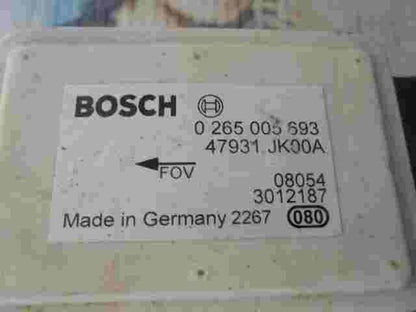 BOSCH
0 265 005 693
47931 JK00A
FOV
08054
3012187
Made in Germany 2267 080